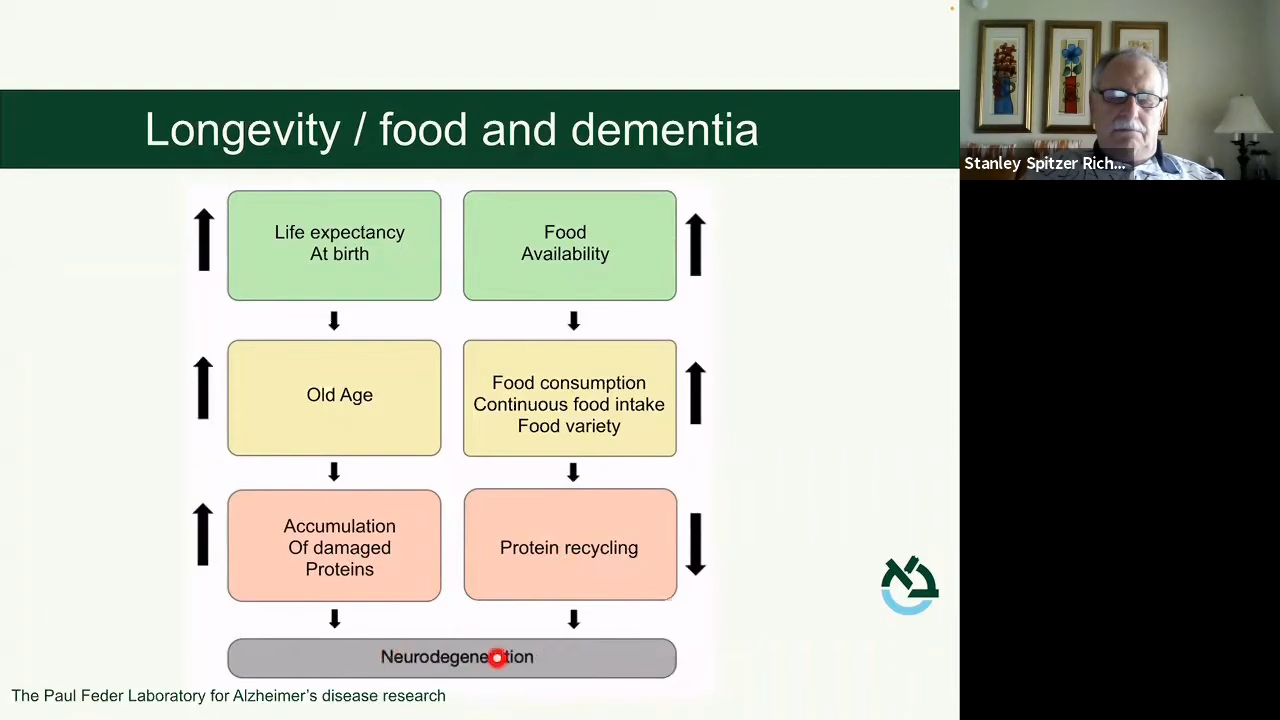 Longevity / food and dementia
Life expectancy
At birth
Food
Availability
Old Age
Food consumption
Continuous food intake
Food variety
Accumulation
Of damaged
Proteins
Protein recycling
Neurodegeneration
The Paul Feder Laboratory for Alzheimer's disease research
Stanley Spitzer Rich...